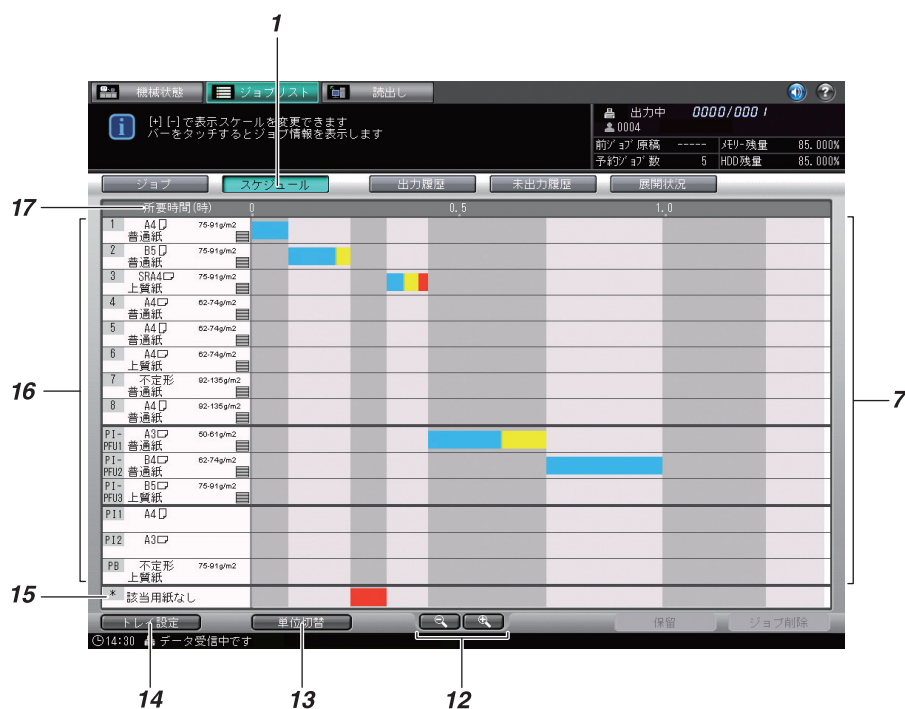 1
機械状態 ジョブリスト 読出し
[+] [-] で表示スケールを変更できます
バーをタッチするとジョブ情報を表示します
出力中 0000/0001
0004
前ジョブ原稿 ----- メモリー残量 85.000%
予約ジョブ数 5 HDD残量 85.000%
ジョブ スケジュール 出力履歴 未出力履歴 展開状況
17
所要時間(時) 0 0.5 1.0
1 A4 75-91g/m2
普通紙
2 B5 75-91g/m2
普通紙
3 SRA4 75-91g/m2
上質紙
4 A4 62-74g/m2
普通紙
5 A4 62-74g/m2
普通紙
6 A4 62-74g/m2
上質紙
16
7
7 不定形 92-135g/m2
普通紙
8 A4 92-135g/m2
普通紙
PI-PFU1 A3 50-61g/m2
普通紙
PI-PFU2 B4 62-74g/m2
普通紙
PI-PFU3 B5 75-91g/m2
上質紙
PI1 A4
PI2 A3
PB 不定形 75-91g/m2
上質紙
15
* 該当用紙なし
トレイ設定 単位切替 保留 ジョブ削除
14:30 データ受信中です
14 13 12